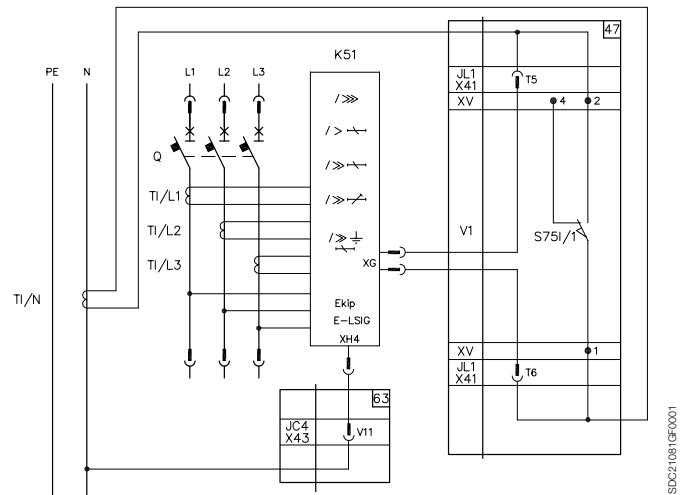 47
K51
PE N L1 L2 L3
JL1
X41
T5
XV 4 2
Q
TI/L1
TI/L2
TI/L3
V1
S75I/1
XG
TI/N
Ekip
E-LSIG
XH4
XV 1
JL1
X41
T6
63
JC4
X43
V11
SDC21081GF0001